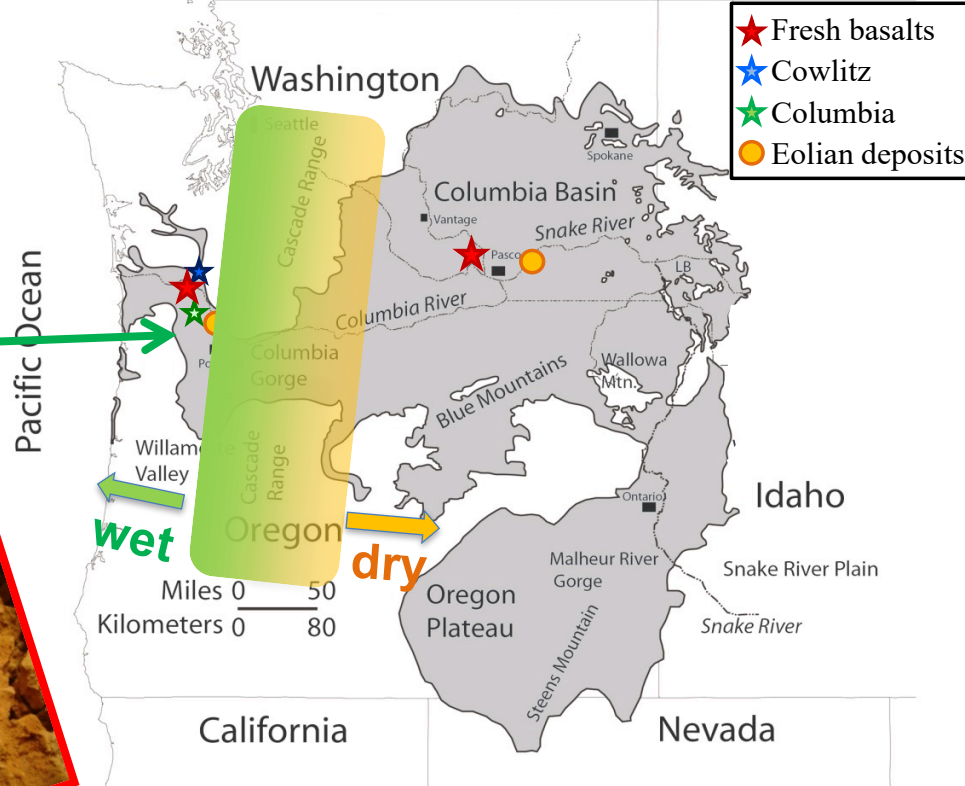 Fresh basalts
Cowlitz
Columbia
Eolian deposits
Washington
Seattle
Cascade Range
Spokane
Columbia Basin
Vantage
Snake River
Pasco
LB
Columbia River
Pacific Ocean
Columbia
Gorge
Blue Mountains
Wallowa
Mtn.
Valley
Cascade
Range
wet
Oregon
dry
Ontario
Idaho
Malheur River
Gorge
Snake River Plain
Snake River
Miles 0 50
Kilometers 0 80
Oregon
Plateau
Steens Mountain
California
Nevada